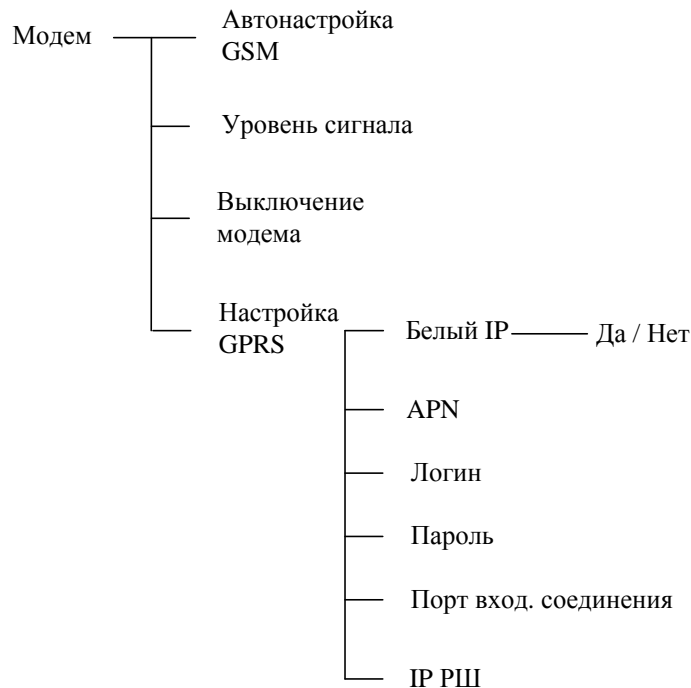 Модем
Автонастройка
GSM
Уровень сигнала
Выключение
модема
Настройка
GPRS
Белый IP
Да / Нет
APN
Логин
Пароль
Порт вход. соединения
IP РШ